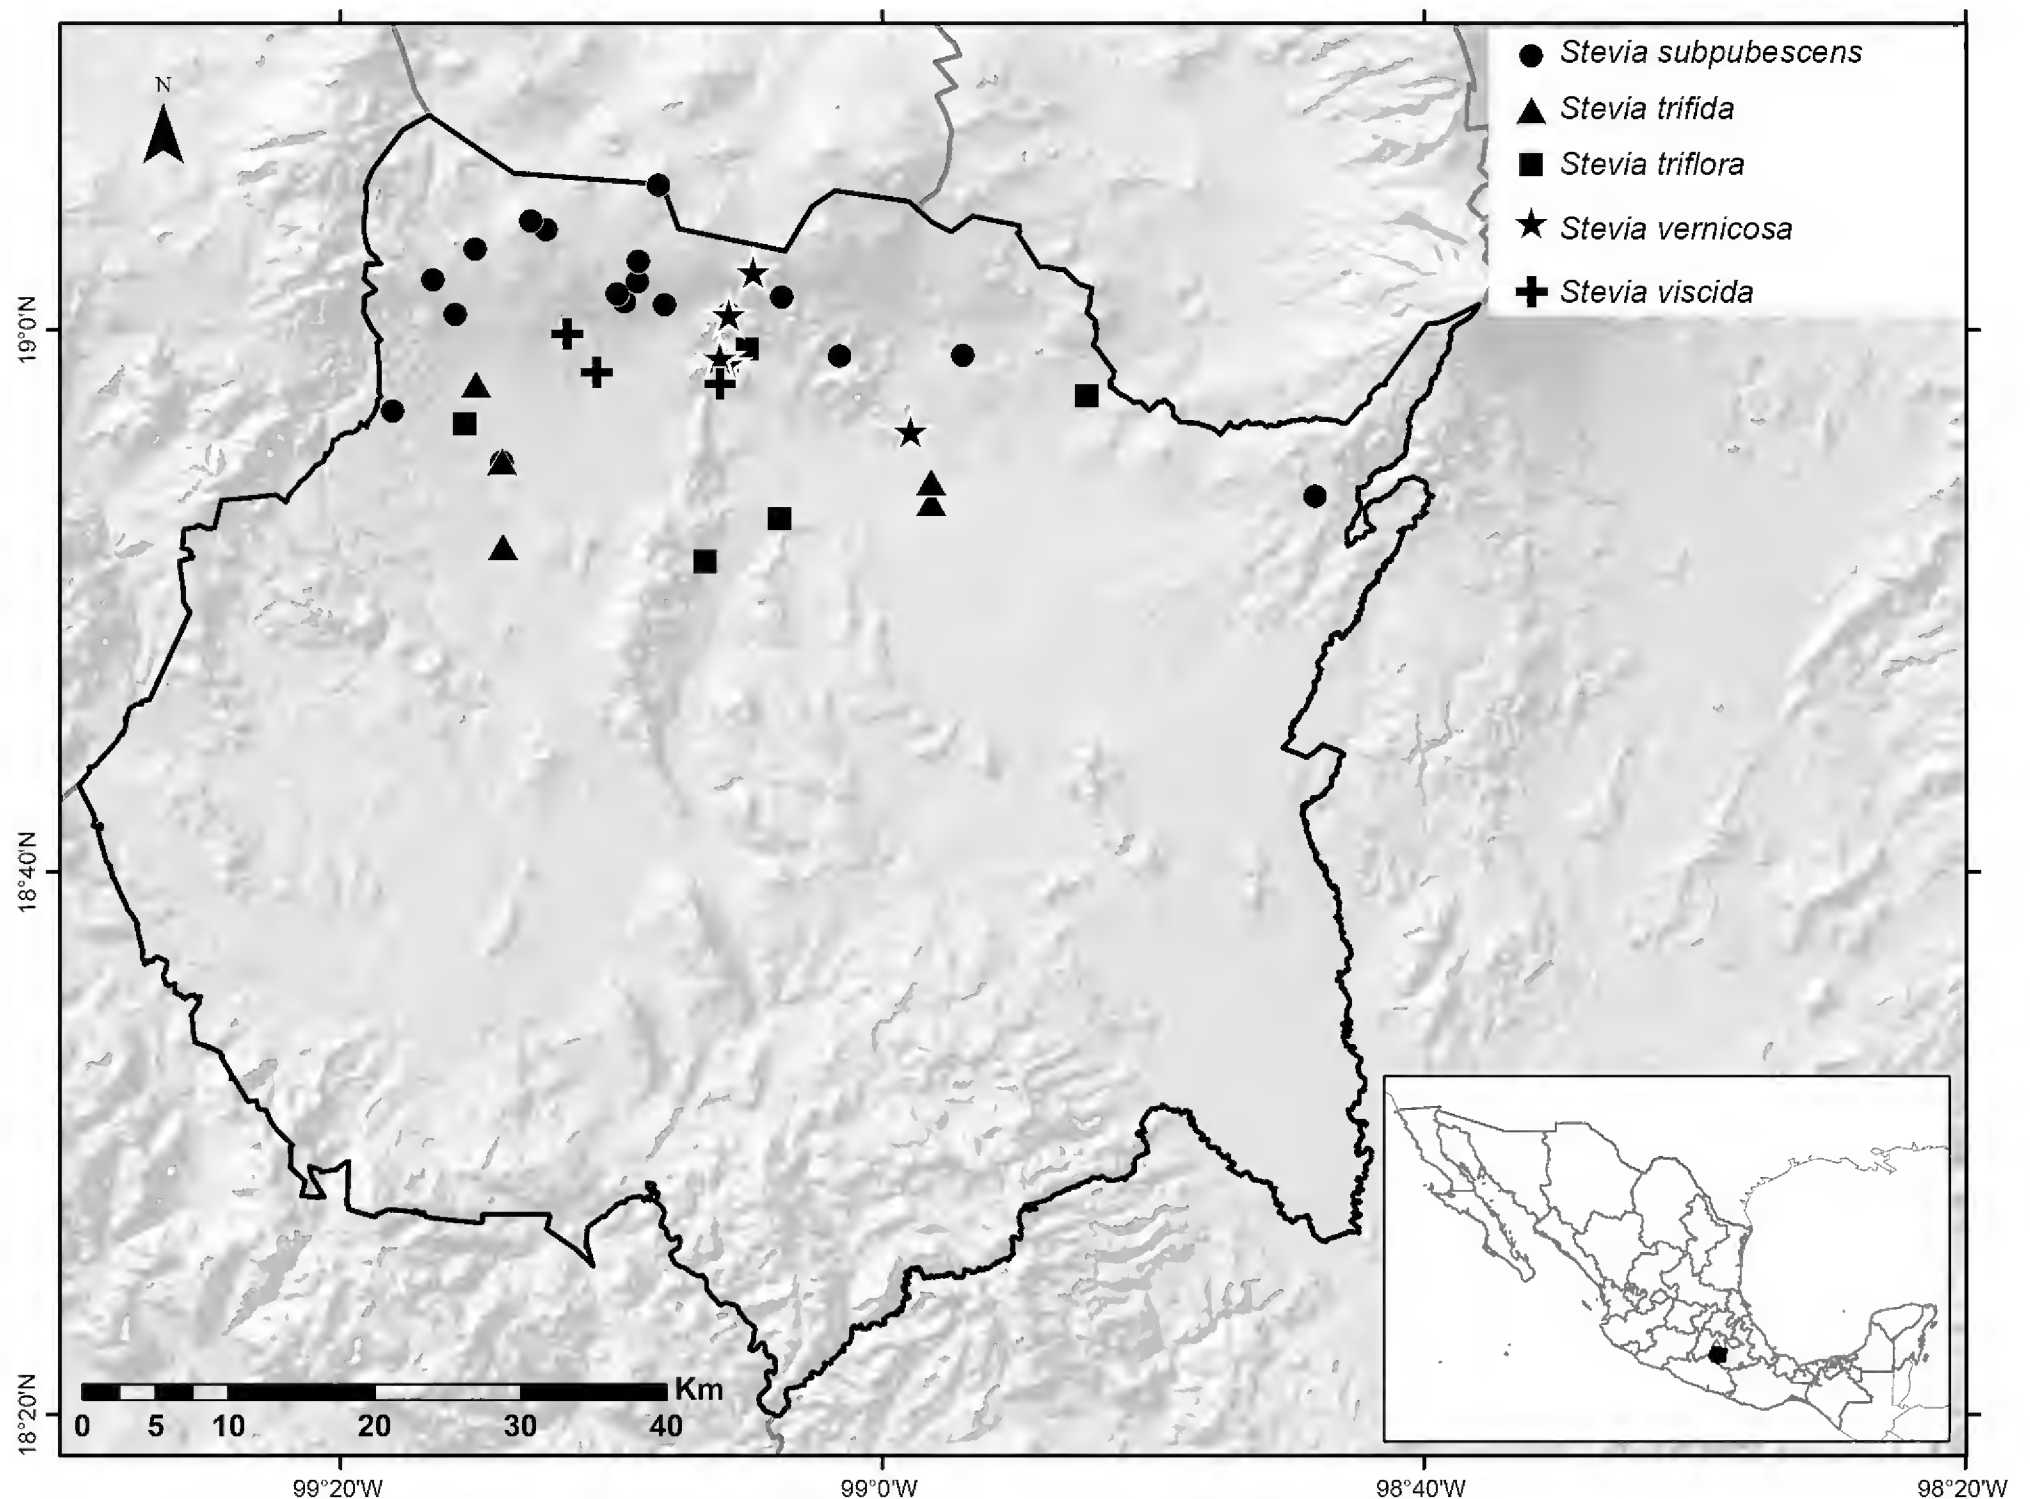 N
Stevia subpubescens
Stevia trifida
Stevia triflora
Stevia vernicosa
Stevia viscida
19°0'N
18°40'N
18°20'N
Km
0 5 10 20 30 40
99°20'W 99°0'W 98°40'W 98°20'W